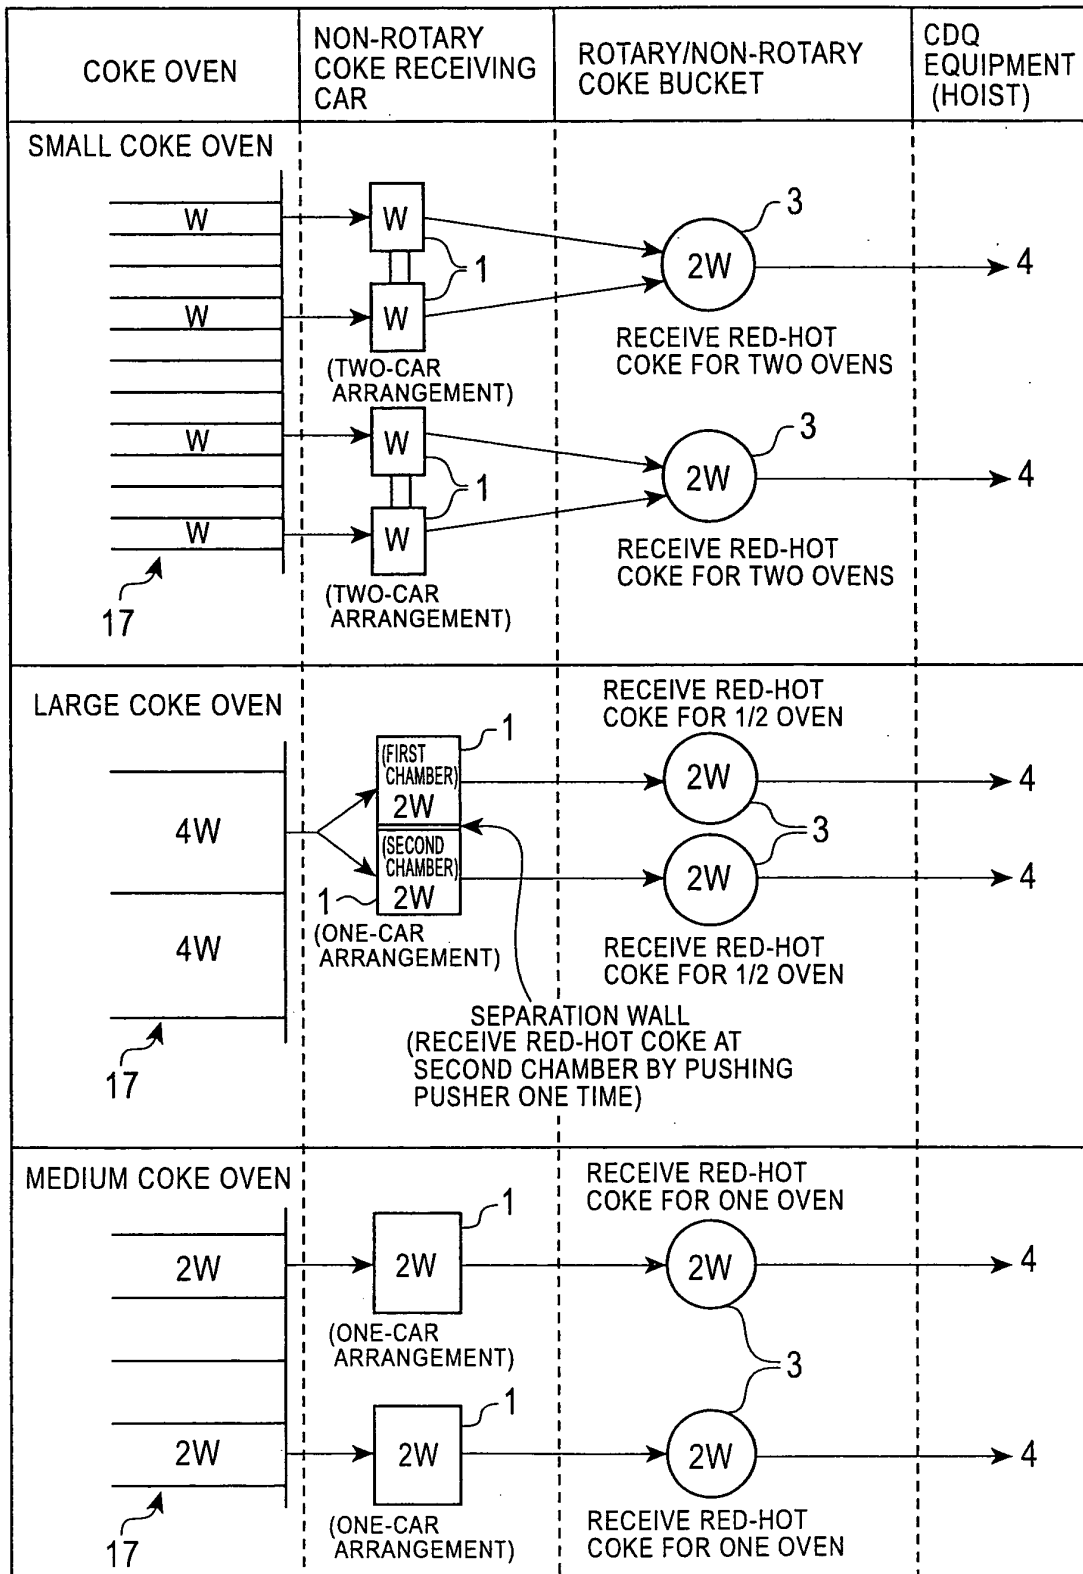 COKE OVEN
NON-ROTARY
COKE RECEIVING
CAR
ROTARY/NON-ROTARY
COKE BUCKET
CDQ
EQUIPMENT
(HOIST)
SMALL COKE OVEN
W
W
3
2W
4
1
W
W
RECEIVE RED-HOT
COKE FOR TWO OVENS
(TWO-CAR
ARRANGEMENT)
W
W
3
2W
4
1
W
W
RECEIVE RED-HOT
COKE FOR TWO OVENS
(TWO-CAR
ARRANGEMENT)
17
LARGE COKE OVEN
RECEIVE RED-HOT
COKE FOR 1/2 OVEN
1
(FIRST
CHAMBER)
2W
2W
4
4W
3
(SECOND
CHAMBER)
2W
2W
4
1
(ONE-CAR
ARRANGEMENT)
4W
RECEIVE RED-HOT
COKE FOR 1/2 OVEN
SEPARATION WALL
(RECEIVE RED-HOT COKE AT
SECOND CHAMBER BY PUSHING
PUSHER ONE TIME)
17
MEDIUM COKE OVEN
RECEIVE RED-HOT
COKE FOR ONE OVEN
1
2W
2W
2W
4
(ONE-CAR
ARRANGEMENT)
3
1
2W
2W
2W
4
(ONE-CAR
ARRANGEMENT)
RECEIVE RED-HOT
COKE FOR ONE OVEN
17